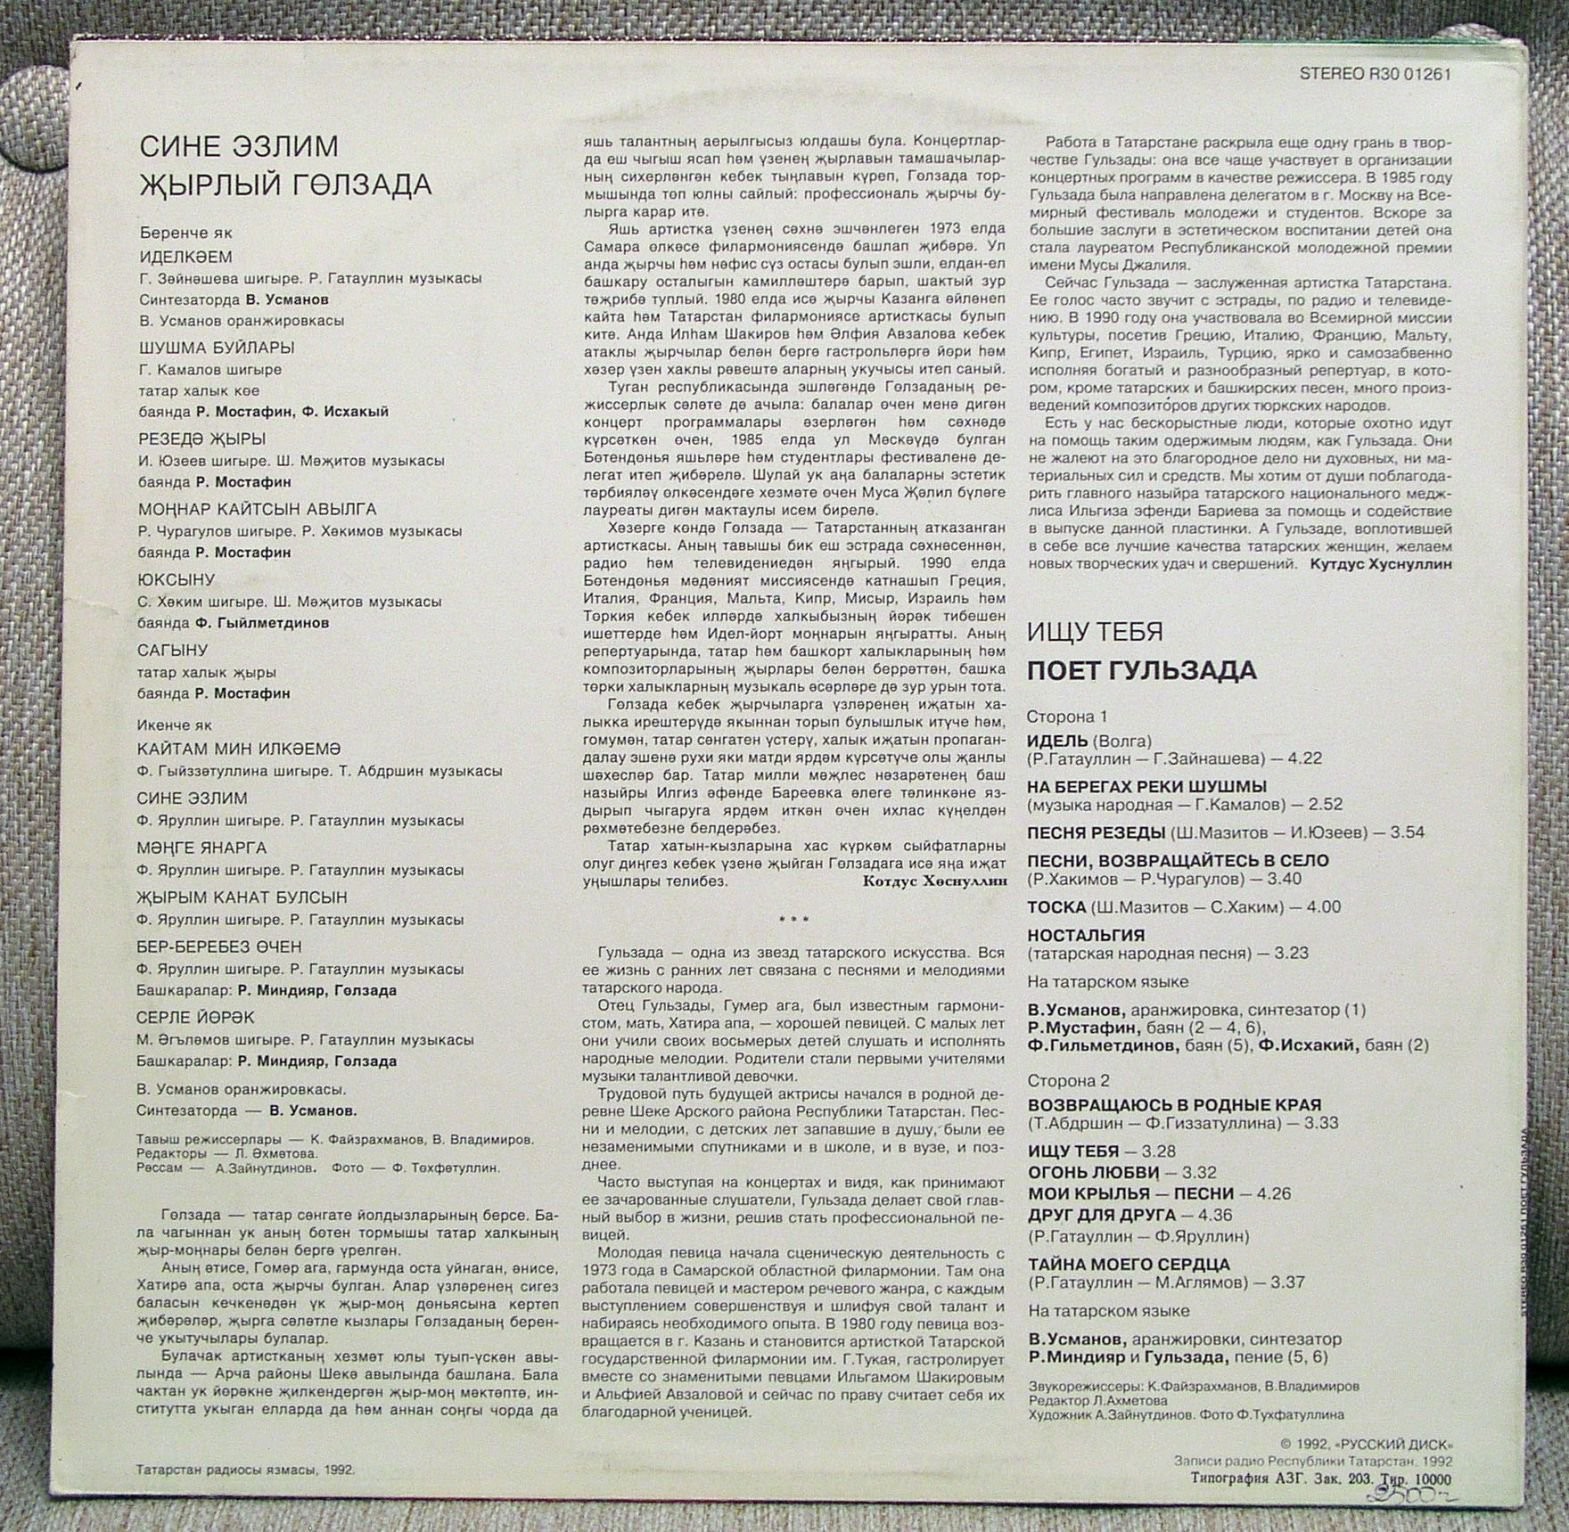 STEREO R30 01261
СИНЕ ЭЗЛИМ
ҖЫРЛЫЙ ГӨЛЗАДА
Беренче як
ИДЕЛКӘЕМ
Г. Зәйнәшева шигыре. Р. Гатауллин музыкасы
Синтезаторда В. Усманов
В. Усманов оранжировкасы
ШУШМА БУЙЛАРЫ
Г. Камалов шигыре
татар халык көе
баянда Р. Мостафин, Ф. Исхакый
РЕЗЕДӘ ҖЫРЫ
И. Юзеев шигыре. Ш. Мәҗитов музыкасы
баянда Р. Мостафин
МОҢНАР КАЙТСЫН АВЫЛГА
Р. Чурагулов шигыре. Р. Хәкимов музыкасы
баянда Р. Мостафин
ЮКСЫНУ
С. Хәким шигыре. Ш. Мәҗитов музыкасы
баянда Ф. Гыйлметдинов
САГЫНУ
татар халык җыры
баянда Р. Мостафин
Икенче як
КАЙТАМ МИН ИЛКӘЕМӘ
Ф. Гыйззәтуллина шигыре. Т. Абдршин музыкасы
СИНЕ ЭЗЛИМ
Ф. Яруллин шигыре. Р. Гатауллин музыкасы
МӘҢГЕ ЯНАРГА
Ф. Яруллин шигыре. Р. Гатауллин музыкасы
ҖЫРЫМ КАНАТ БУЛСЫН
Ф. Яруллин шигыре. Р. Гатауллин музыкасы
БЕР-БЕРЕБЕЗ ӨЧЕН
Ф. Яруллин шигыре. Р. Гатауллин музыкасы
Башкаралар: Р. Миндияр, Гөлзада
СЕРЛЕ ЙӨРӘК
М. Әгъләмов шигыре. Р. Гатауллин музыкасы
Башкаралар: Р. Миндияр, Гөлзада
В. Усманов оранжировкасы.
Синтезаторда — В. Усманов.
Тавыш режиссерлары — К. Файзрахманов, В. Владимиров.
Редакторы — Л. Әхмәтова.
Рәссам — А.Зайнутдинов. Фото — Ф. Төхфәтуллин.
Гөлзада — татар сәнгате йолдызларының берсе. Ба-
ла чагыннан ук аның бөтен тормышы татар халкының
җыр-моңнары белән бергә үрелгән.
Аның әтисе, Гомәр ага, гармунда оста уйнаган, әнисе,
Хатирә апа, оста җырчы булган. Алар үзләренең сигез
баласын кечкенәдән үк җыр-моң дөньясына кертеп
җибәрәләр, җырга сәләтле кызлары Гөлзаданың берен-
че укытучылары булалар.
Булачак артистканың хезмәт юлы туып-үскән авы-
лында — Арча районы Шекә авылында башлана. Бала
чактан ук йөрәкне җилкендергән җыр-моң мәктәптә, ин-
ститутта укыган елларда да һәм аннан соңгы чорда да
Татарстан радиосы язмасы, 1992.
яшь талантның аерылгысыз юлдашы була. Концертлар-
да еш чыгыш ясап һәм үзенең җырлавын тамашачылар-
ның сихерләнгән кебек тыңлавын күреп, Гөлзада тор-
мышында төп юлны сайлый: профессиональ җырчы бу-
лырга карар итә.
Яшь артистка үзенең сәхнә эшчәнлеген 1973 елда
Самара өлкәсе филармониясендә башлап җибәрә. Ул
анда җырчы һәм нәфис сүз остасы булып эшли, елдан-ел
башкару осталыгын камилләштерә барып, шактый зур
тәҗрибә туплый. 1980 елда исә җырчы Казанга әйләнеп
кайта һәм Татарстан филармониясе артисткасы булып
китә. Анда Илһам Шакиров һәм Әлфия Авзалова кебек
атаклы җырчылар белән бергә гастрольләргә йөри һәм
хәзер үзен хаклы рәвештә аларның укучысы итеп саный.
Туган республикасында эшләгәндә Гөлзаданың ре-
жиссерлык сәләте дә ачыла: балалар өчен менә дигән
концерт программалары әзерләгән һәм сәхнәдә
күрсәткән өчен, 1985 елда ул Мәскәүдә булган
Бөтендөнья яшьләре һәм студентлары фестиваленә де-
легат итеп җибәрелә. Шулай ук аңа балаларны эстетик
тәрбияләү өлкәсендәге хезмәте өчен Муса Җәлил бүләге
лауреаты дигән мактаулы исем бирелә.
Хәзерге көндә Гөлзада — Татарстанның атказанган
артисткасы. Аның тавышы бик еш эстрада сәхнәсеннән,
радио һәм телевидениедән яңгырый. 1990 елда
Бөтендөнья мәдәният миссиясендә катнашып Греция,
Италия, Франция, Мальта, Кипр, Мисыр, Израиль һәм
Төркия кебек илләрдә халкыбызның йөрәк тибешен
ишеттерде һәм Идел-йорт моңнарын яңгыратты. Аның
репертуарында, татар һәм башкорт халыкларының һәм
композиторларының җырлары белән беррәттән, башка
төрки халыкларның музыкаль әсәрләре дә зур урын тота.
Гөлзада кебек җырчыларга үзләренең иҗатын ха-
лыкка ирештерүдә якыннан торып булышлык итүче һәм,
гомумән, татар сәнгатен үстерү, халык иҗатын пропаган-
далау эшенә рухи яки матди ярдәм күрсәтүче олы җанлы
шәхесләр бар. Татар милли мәҗлес нәзарәтенең баш
назыйры Илгиз әфәнде Бареевка әлеге тәлинкәне яз-
дырып чыгаруга ярдәм иткән өчен ихлас күңелдән
рәхмәтебезне белдерәбез.
Татар хатын-кызларына хас күркәм сыйфатларны
олуг диңгез кебек үзенә җыйган Гөлзадага исә яңа иҗат
уңышлары телибез. Котдус Хөснуллин
* * *
Гульзада — одна из звезд татарского искусства. Вся
ее жизнь с ранних лет связана с песнями и мелодиями
татарского народа.
Отец Гульзады, Гумер ага, был известным гармони-
стом, мать, Хатира апа, — хорошей певицей. С малых лет
они учили своих восьмерых детей слушать и исполнять
народные мелодии. Родители стали первыми учителями
музыки талантливой девочки.
Трудовой путь будущей актрисы начался в родной де-
ревне Шеке Арского района Республики Татарстан. Пес-
ни и мелодии, с детских лет запавшие в душу, были ее
незаменимыми спутниками и в школе, и в вузе, и поз-
днее.
Часто выступая на концертах и видя, как принимают
ее зачарованные слушатели, Гульзада делает свой глав-
ный выбор в жизни, решив стать профессиональной пе-
вицей.
Молодая певица начала сценическую деятельность с
1973 года в Самарской областной филармонии. Там она
работала певицей и мастером речевого жанра, с каждым
выступлением совершенствуя и шлифуя свой талант и
набираясь необходимого опыта. В 1980 году певица воз-
вращается в г. Казань и становится артисткой Татарской
государственной филармонии им. Г.Тукая, гастролирует
вместе со знаменитыми певцами Ильгамом Шакировым
и Альфией Авзаловой и сейчас по праву считает себя их
благодарной ученицей.
Работа в Татарстане раскрыла еще одну грань в твор-
честве Гульзады: она все чаще участвует в организации
концертных программ в качестве режиссера. В 1985 году
Гульзада была направлена делегатом в г. Москву на Все-
мирный фестиваль молодежи и студентов. Вскоре за
большие заслуги в эстетическом воспитании детей она
стала лауреатом Республиканской молодежной премии
имени Мусы Джалиля.
Сейчас Гульзада — заслуженная артистка Татарстана.
Ее голос часто звучит с эстрады, по радио и телевиде-
нию. В 1990 году она участвовала во Всемирной миссии
культуры, посетив Грецию, Италию, Францию, Мальту,
Кипр, Египет, Израиль, Турцию, ярко и самозабвенно
исполняя богатый и разнообразный репертуар, в кото-
ром, кроме татарских и башкирских песен, много произ-
ведений композиторов других тюркских народов.
Есть у нас бескорыстные люди, которые охотно идут
на помощь таким одержимым людям, как Гульзада. Они
не жалеют на это благородное дело ни духовных, ни ма-
териальных сил и средств. Мы хотим от души поблагода-
рить главного назыйра татарского национального медж-
лиса Ильгиза эфенди Бариева за помощь и содействие
в выпуске данной пластинки. А Гульзаде, воплотившей
в себе все лучшие качества татарских женщин, желаем
новых творческих удач и свершений. Кутдус Хуснуллин
ИЩУ ТЕБЯ
ПОЕТ ГУЛЬЗАДА
Сторона 1
ИДЕЛЬ (Волга)
(Р.Гатауллин — Г.Зайнашева) — 4.22
НА БЕРЕГАХ РЕКИ ШУШМЫ
(музыка народная — Г.Камалов) — 2.52
ПЕСНЯ РЕЗЕДЫ (Ш.Мазитов — И.Юзеев) — 3.54
ПЕСНИ, ВОЗВРАЩАЙТЕСЬ В СЕЛО
(Р.Хакимов — Р.Чурагулов) — 3.40
ТОСКА (Ш.Мазитов — С.Хаким) — 4.00
НОСТАЛЬГИЯ
(татарская народная песня) — 3.23
На татарском языке
В.Усманов, аранжировка, синтезатор (1)
Р.Мустафин, баян (2 — 4, 6),
Ф.Гильметдинов, баян (5), Ф.Исхакий, баян (2)
Сторона 2
ВОЗВРАЩАЮСЬ В РОДНЫЕ КРАЯ
(Т.Абдршин — Ф.Гиззатуллина) — 3.33
ИЩУ ТЕБЯ — 3.28
ОГОНЬ ЛЮБВИ — 3.32
МОИ КРЫЛЬЯ — ПЕСНИ — 4.26
ДРУГ ДЛЯ ДРУГА — 4.36
(Р.Гатауллин — Ф.Яруллин)
ТАЙНА МОЕГО СЕРДЦА
(Р.Гатауллин — М.Аглямов) — 3.37
На татарском языке
В.Усманов, аранжировки, синтезатор
Р.Миндияр и Гульзада, пение (5, 6)
Звукорежиссеры: К.Файзрахманов, В.Владимиров
Редактор Л.Ахметова
Художник А.Зайнутдинов. Фото Ф.Тухфатуллина
© 1992, «РУССКИЙ ДИСК»
Записи радио Республики Татарстан, 1992
Типография АЗГ. Зак. 203. Тир. 10000
STEREO R30 01261 ПОЕТ ГУЛЬЗАДА